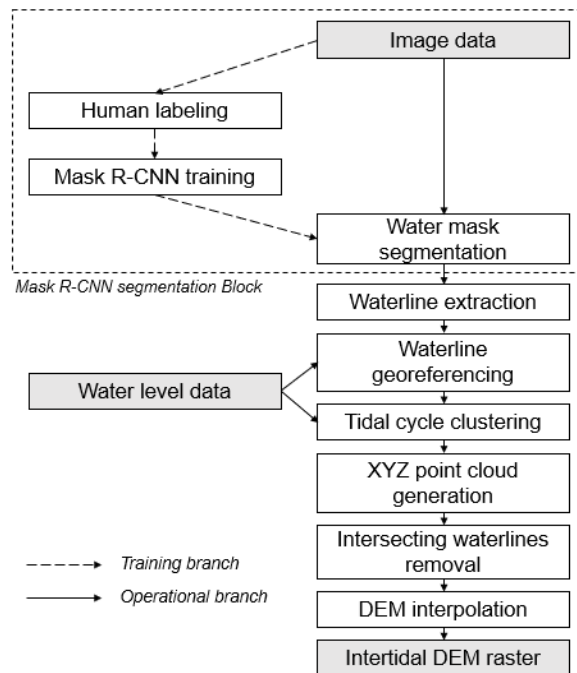 Image data
Human labeling
Mask R-CNN training
Water mask
segmentation
Mask R-CNN segmentation Block
Waterline extraction
Waterline
georeferencing
Water level data
Tidal cycle clustering
XYZ point cloud
generation
Intersecting waterlines
removal
Training branch
Operational branch
DEM interpolation
Intertidal DEM raster